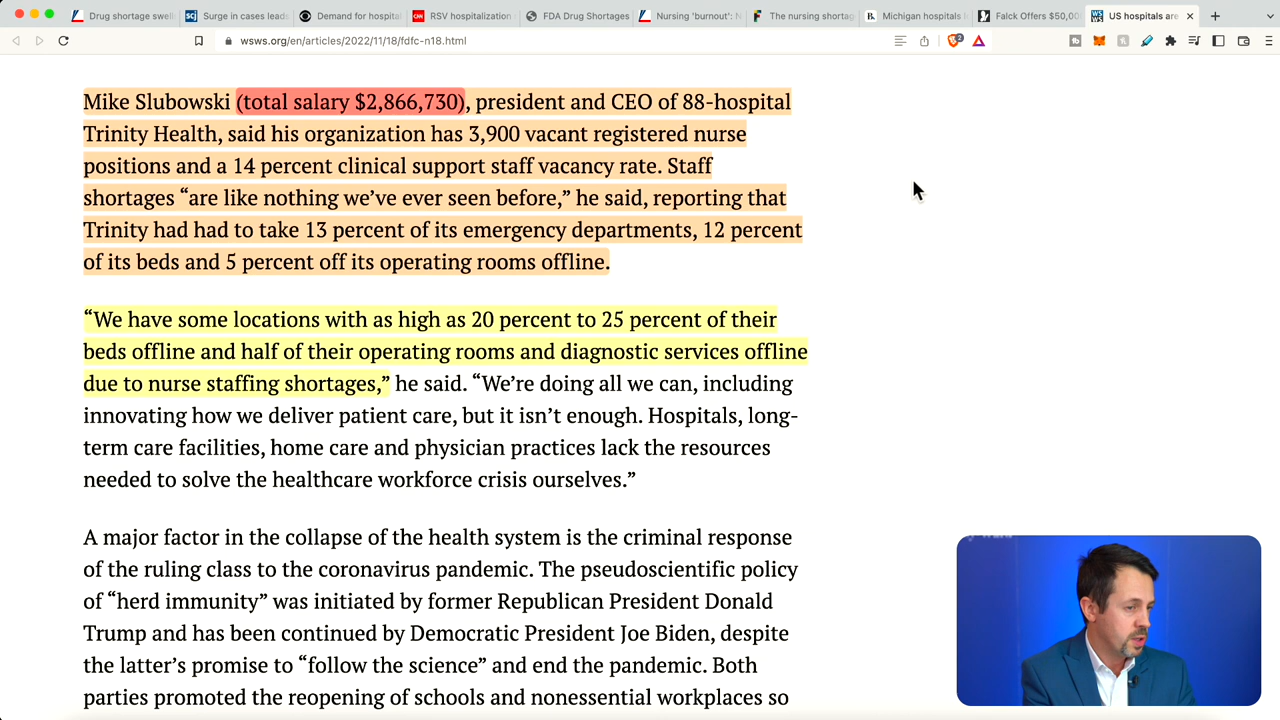 Drug shortage swell
Surge in cases leads
Demand for hospital
RSV hospitalization
FDA Drug Shortages
Nursing 'burnout':
The nursing shortag
Michigan hospitals
Falck Offers $50,00
US hospitals are
wsws.org/en/articles/2022/11/18/fdfc-n18.html
Mike Slubowski (total salary $2,866,730), president and CEO of 88-hospital
Trinity Health, said his organization has 3,900 vacant registered nurse
positions and a 14 percent clinical support staff vacancy rate. Staff
shortages “are like nothing we’ve ever seen before,” he said, reporting that
Trinity had had to take 13 percent of its emergency departments, 12 percent
of its beds and 5 percent off its operating rooms offline.
“We have some locations with as high as 20 percent to 25 percent of their
beds offline and half of their operating rooms and diagnostic services offline
due to nurse staffing shortages,” he said. “We’re doing all we can, including
innovating how we deliver patient care, but it isn’t enough. Hospitals, long-
term care facilities, home care and physician practices lack the resources
needed to solve the healthcare workforce crisis ourselves.”
A major factor in the collapse of the health system is the criminal response
of the ruling class to the coronavirus pandemic. The pseudoscientific policy
of “herd immunity” was initiated by former Republican President Donald
Trump and has been continued by Democratic President Joe Biden, despite
the latter’s promise to “follow the science” and end the pandemic. Both
parties promoted the reopening of schools and nonessential workplaces so